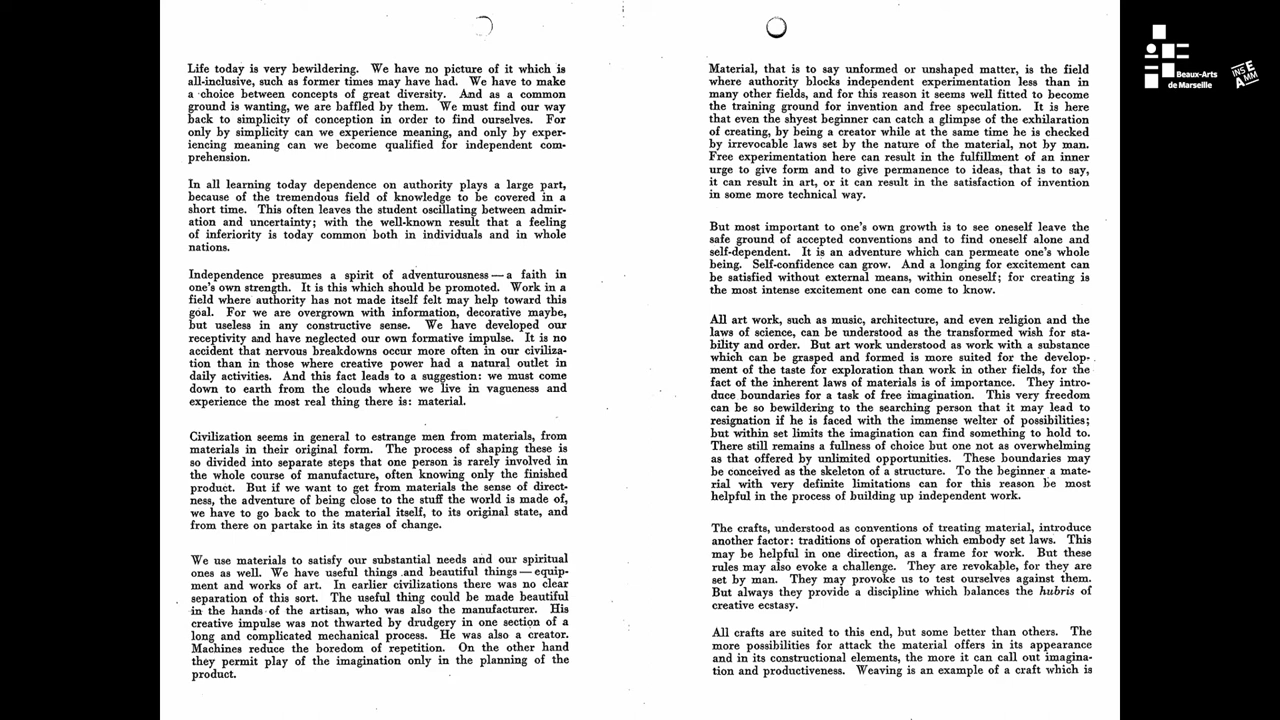 Life today is very bewildering. We have no picture of it which is
all-inclusive, such as former times may have had. We have to make
a choice between concepts of great diversity. And as a common
ground is wanting, we are baffled by them. We must find our way
back to simplicity of conception in order to find ourselves. For
only by simplicity can we experience meaning, and only by exper-
iencing meaning can we become qualified for independent com-
prehension.
In all learning today dependence on authority plays a large part,
because of the tremendous field of knowledge to be covered in a
short time. This often leaves the student oscillating between admir-
ation and uncertainty; with the well-known result that a feeling
of inferiority is today common both in individuals and in whole
nations.
Independence presumes a spirit of adventurousness — a faith in
one's own strength. It is this which should be promoted. Work in a
field where authority has not made itself felt may help toward this
goal. For we are overgrown with information, decorative maybe,
but useless in any constructive sense. We have developed our
receptivity and have neglected our own formative impulse. It is no
accident that nervous breakdowns occur more often in our civiliza-
tion than in those where creative power had a natural outlet in
daily activities. And this fact leads to a suggestion: we must come
down to earth from the clouds where we live in vagueness and
experience the most real thing there is: material.
Civilization seems in general to estrange men from materials, from
materials in their original form. The process of shaping these is
so divided into separate steps that one person is rarely involved in
the whole course of manufacture, often knowing only the finished
product. But if we want to get from materials the sense of direct-
ness, the adventure of being close to the stuff the world is made of,
we have to go back to the material itself, to its original state, and
from there on partake in its stages of change.
We use materials to satisfy our substantial needs and our spiritual
ones as well. We have useful things and beautiful things — equip-
ment and works of art. In earlier civilizations there was no clear
separation of this sort. The useful thing could be made beautiful
in the hands of the artisan, who was also the manufacturer. His
creative impulse was not thwarted by drudgery in one section of a
long and complicated mechanical process. He was also a creator.
Machines reduce the boredom of repetition. On the other hand
they permit play of the imagination only in the planning of the
product.
Material, that is to say unformed or unshaped matter, is the field
where authority blocks independent experimentation less than in
many other fields, and for this reason it seems well fitted to become
the training ground for invention and free speculation. It is here
that even the shyest beginner can catch a glimpse of the exhilaration
of creating, by being a creator while at the same time he is checked
by irrevocable laws set by the nature of the material, not by man.
Free experimentation here can result in the fulfillment of an inner
urge to give form and to give permanence to ideas, that is to say,
it can result in art, or it can result in the satisfaction of invention
in some more technical way.
But most important to one's own growth is to see oneself leave the
safe ground of accepted conventions and to find oneself alone and
self-dependent. It is an adventure which can permeate one's whole
being. Self-confidence can grow. And a longing for excitement can
be satisfied without external means, within oneself; for creating is
the most intense excitement one can come to know.
All art work, such as music, architecture, and even religion and the
laws of science, can be understood as the transformed wish for sta-
bility and order. But art work understood as work with a substance
which can be grasped and formed is more suited for the develop-
ment of the taste for exploration than work in other fields, for the
fact of the inherent laws of materials is of importance. They intro-
duce boundaries for a task of free imagination. This very freedom
can be so bewildering to the searching person that it may lead to
resignation if he is faced with the immense welter of possibilities;
but within set limits the imagination can find something to hold to.
There still remains a fullness of choice but one not as overwhelming
as that offered by unlimited opportunities. These boundaries may
be conceived as the skeleton of a structure. To the beginner a mate-
rial with very definite limitations can for this reason be most
helpful in the process of building up independent work.
The crafts, understood as conventions of treating material, introduce
another factor: traditions of operation which embody set laws. This
may be helpful in one direction, as a frame for work. But these
rules may also evoke a challenge. They are revokable, for they are
set by man. They may provoke us to test ourselves against them.
But always they provide a discipline which balances the hubris of
creative ecstasy.
All crafts are suited to this end, but some better than others. The
more possibilities for attack the material offers in its appearance
and in its constructional elements, the more it can call out imagina-
tion and productiveness. Weaving is an example of a craft which is
Beaux-Arts
de Marseille
INS
E
AMM